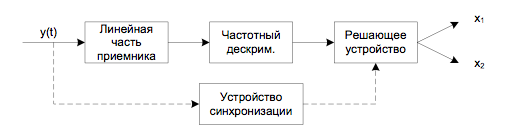 y(t)
Линейная
часть
приемника
Частотный
дескрим.
Решающее
устройство
x1
x2
Устройство
синхронизации